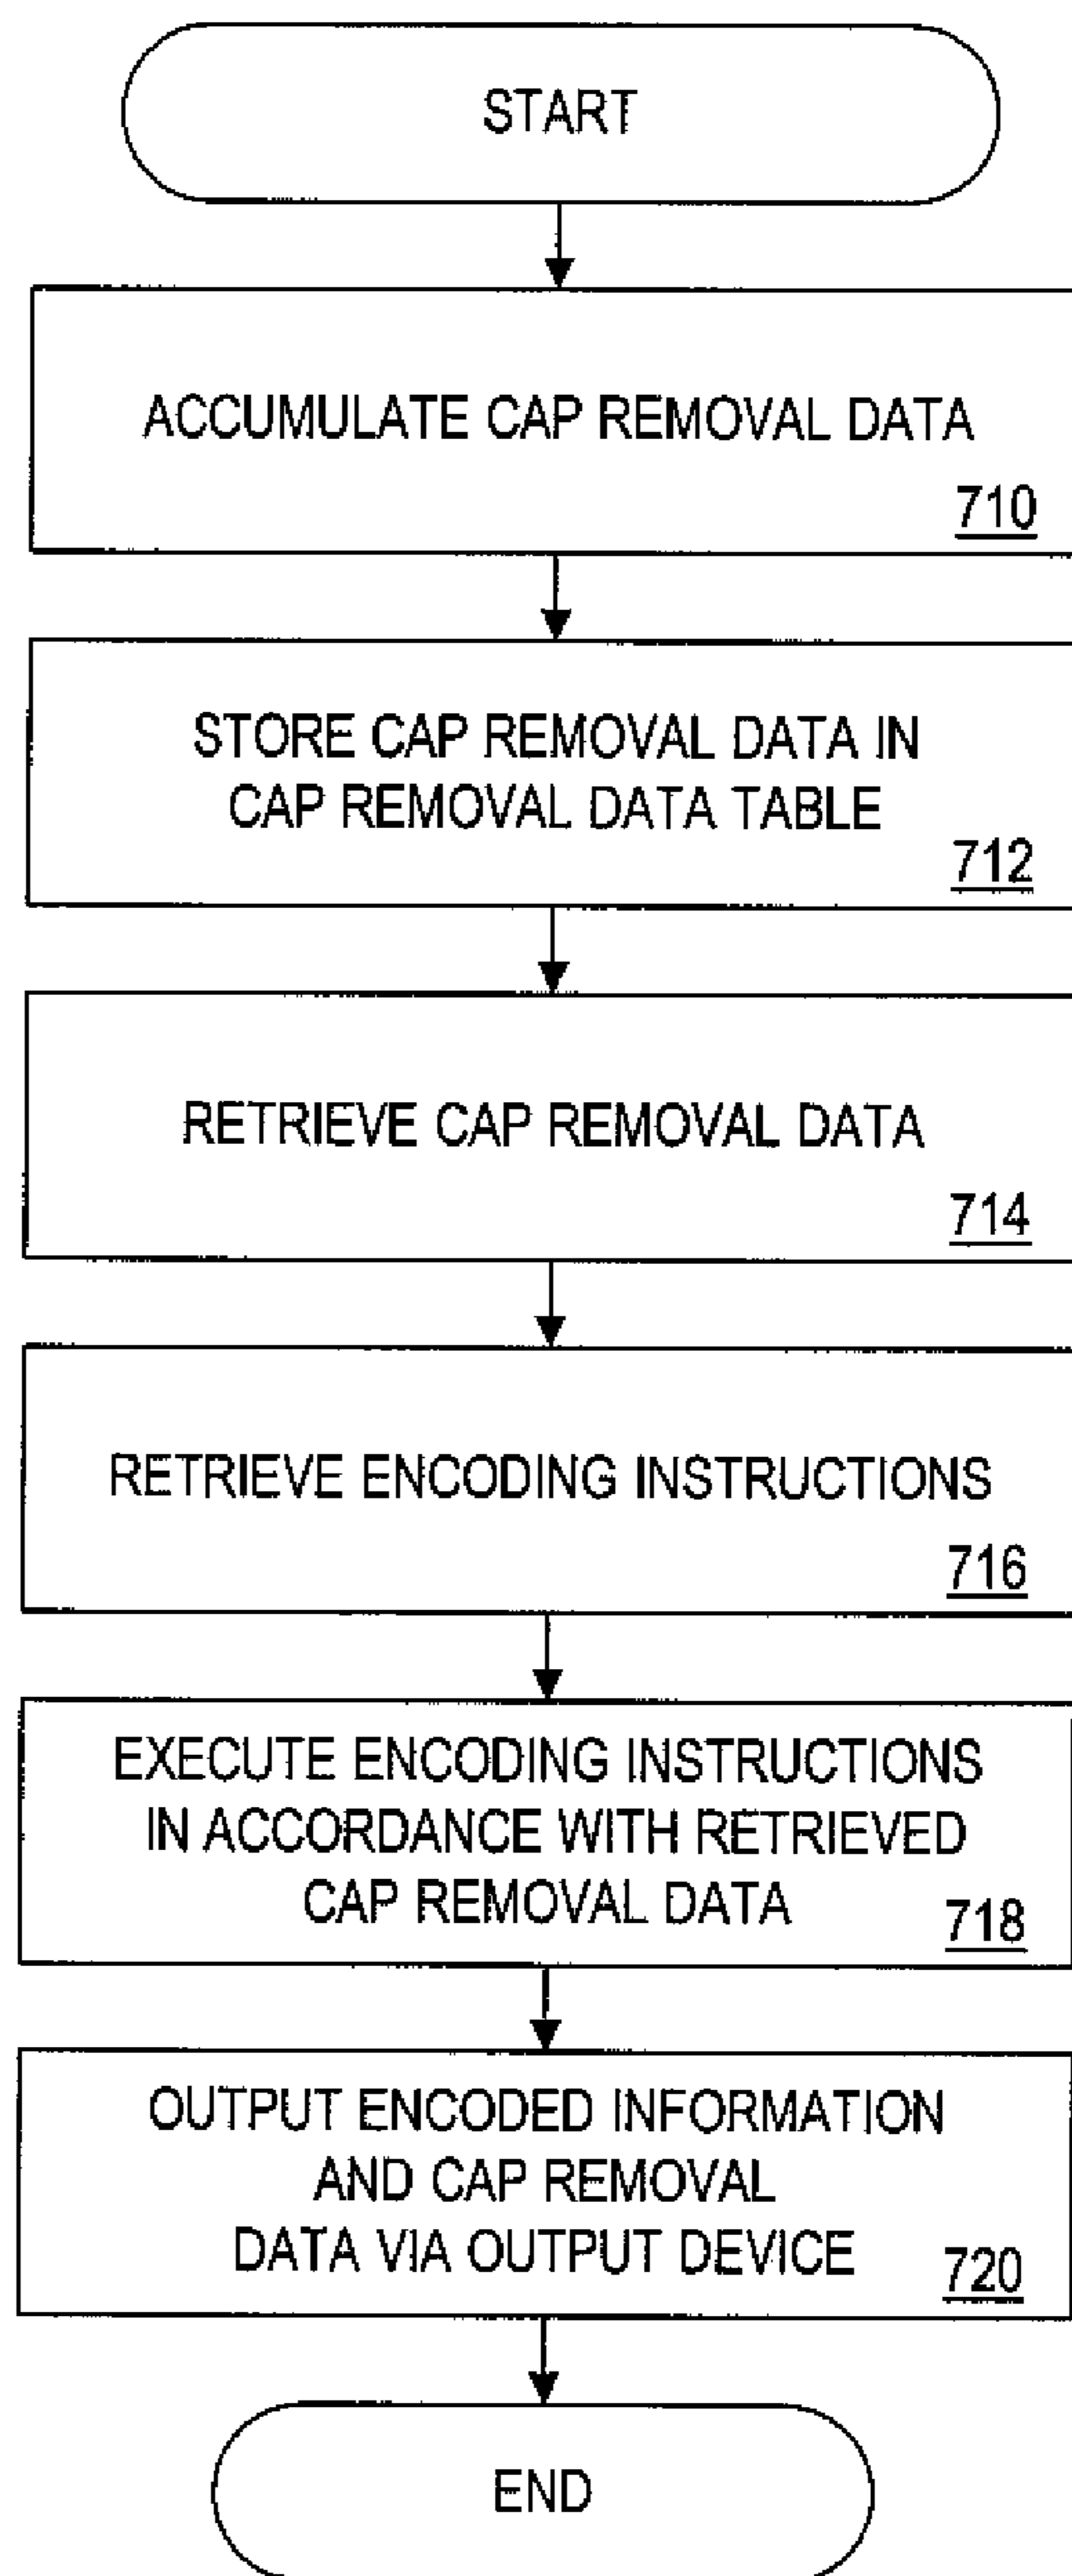 START
ACCUMULATE CAP REMOVAL DATA
710
STORE CAP REMOVAL DATA IN
CAP REMOVAL DATA TABLE
712
RETRIEVE CAP REMOVAL DATA
714
RETRIEVE ENCODING INSTRUCTIONS
716
EXECUTE ENCODING INSTRUCTIONS
IN ACCORDANCE WITH RETRIEVED
CAP REMOVAL DATA
718
OUTPUT ENCODED INFORMATION
AND CAP REMOVAL
DATA VIA OUTPUT DEVICE
720
END